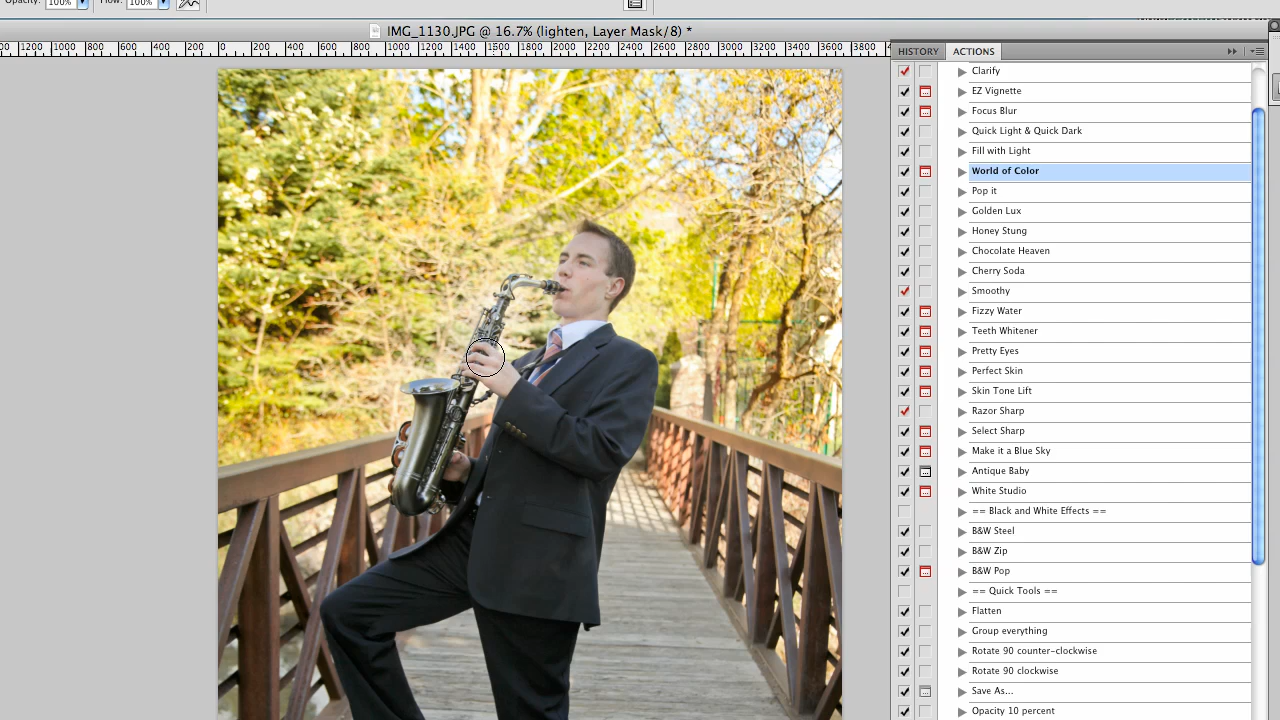 Opacity: 100% Flow: 100%
IMG_1130.JPG @ 16.7% (lighten, Layer Mask/8) *
1200 1000 800 600 400 200 0 200 400 600 800 1000 1200 1400 1600 1800 2000 2200 2400 2600 2800 3000 3200 3400 3600 3800
HISTORY ACTIONS
Clarify
EZ Vignette
Focus Blur
Quick Light & Quick Dark
Fill with Light
World of Color
Pop it
Golden Lux
Honey Stung
Chocolate Heaven
Cherry Soda
Smoothy
Fizzy Water
Teeth Whitener
Pretty Eyes
Perfect Skin
Skin Tone Lift
Razor Sharp
Select Sharp
Make it a Blue Sky
Antique Baby
White Studio
== Black and White Effects ==
B&W Steel
B&W Zip
B&W Pop
== Quick Tools ==
Flatten
Group everything
Rotate 90 counter-clockwise
Rotate 90 clockwise
Save As...
Opacity 10 percent